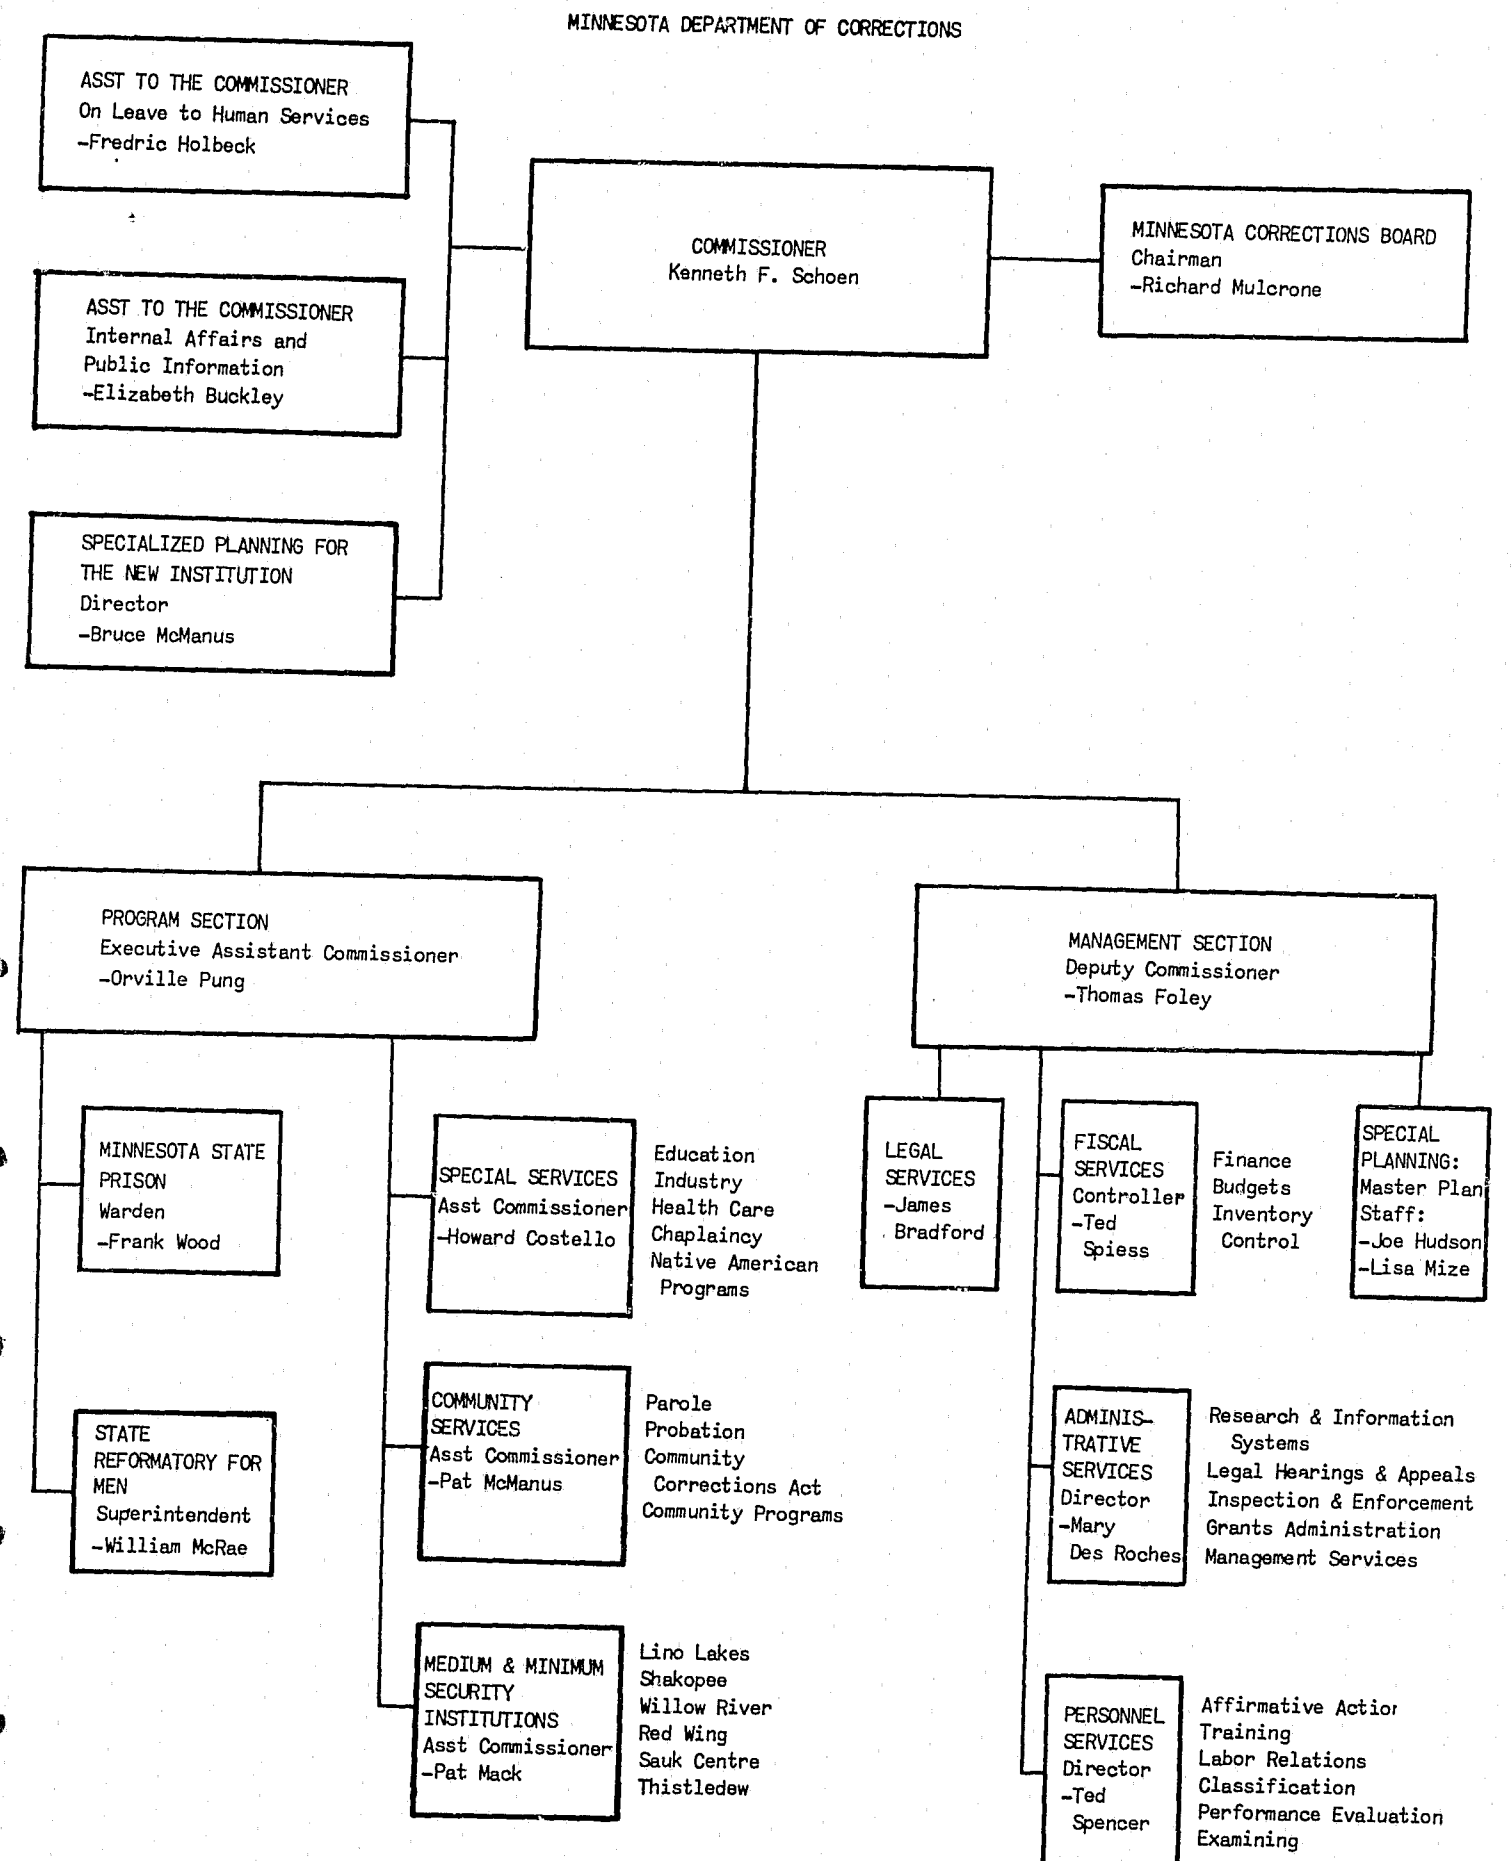 MINNESOTA DEPARTMENT OF CORRECTIONS
ASST TO THE COMMISSIONER
On Leave to Human Services
-Fredric Holbeck
COMMISSIONER
Kenneth F. Schoen
MINNESOTA CORRECTIONS BOARD
Chairman
-Richard Mulcrone
ASST TO THE COMMISSIONER
Internal Affairs and
Public Information
-Elizabeth Buckley
SPECIALIZED PLANNING FOR
THE NEW INSTITUTION
Director
-Bruce McManus
PROGRAM SECTION
Executive Assistant Commissioner
-Orville Pung
MANAGEMENT SECTION
Deputy Commissioner
-Thomas Foley
MINNESOTA STATE
PRISON
Warden
-Frank Wood
STATE
REFORMATORY FOR
MEN
Superintendent
-William McRae
SPECIAL SERVICES
Asst Commissioner
-Howard Costello
Education
Industry
Health Care
Chaplaincy
Native American
Programs
COMMUNITY
SERVICES
Asst Commissioner
-Pat McManus
Parole
Probation
Community
Corrections Act
Community Programs
MEDIUM & MINIMUM
SECURITY
INSTITUTIONS
Asst Commissioner
-Pat Mack
Lino Lakes
Shakopee
Willow River
Red Wing
Sauk Centre
Thistledew
LEGAL
SERVICES
-James
Bradford
FISCAL
SERVICES
Controller
-Ted
Spiess
Finance
Budgets
Inventory
Control
SPECIAL
PLANNING:
Master Plan
Staff:
-Joe Hudson
-Lisa Mize
ADMINIS-
TRATIVE
SERVICES
Director
-Mary
Des Roches
Research & Information
Systems
Legal Hearings & Appeals
Inspection & Enforcement
Grants Administration
Management Services
PERSONNEL
SERVICES
Director
-Ted
Spencer
Affirmative Action
Training
Labor Relations
Classification
Performance Evaluation
Examining